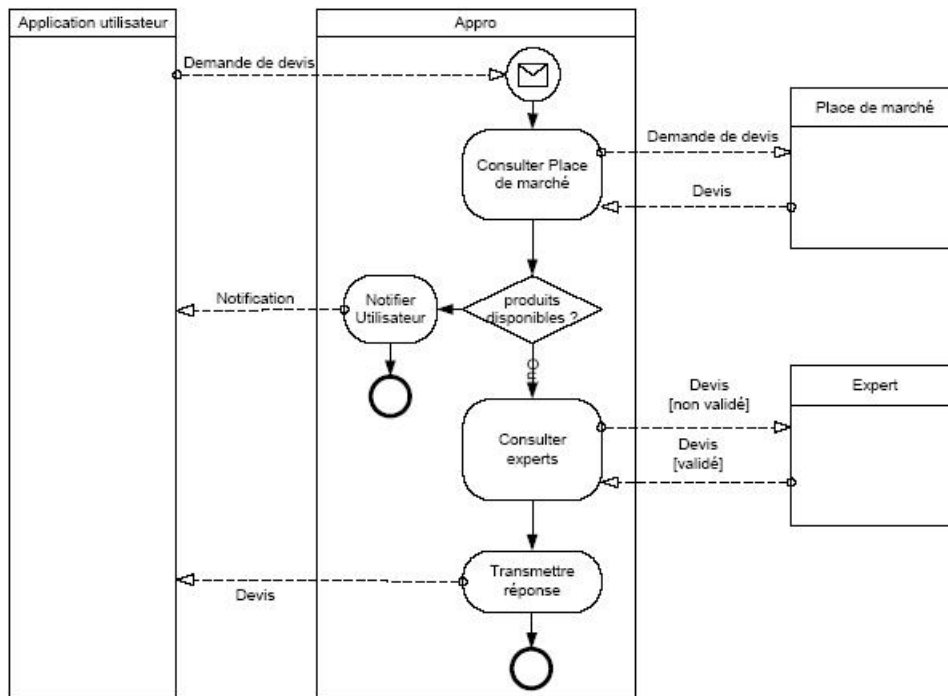 Application utilisateur
Appro
Demande de devis
Place de marché
Consulter Place
de marché
Demande de devis
Devis
Notification
Notifier
Utilisateur
produits
disponibles ?
Devis
[non validé]
Expert
Consulter
experts
Devis
[validé]
Transmettre
réponse
Devis